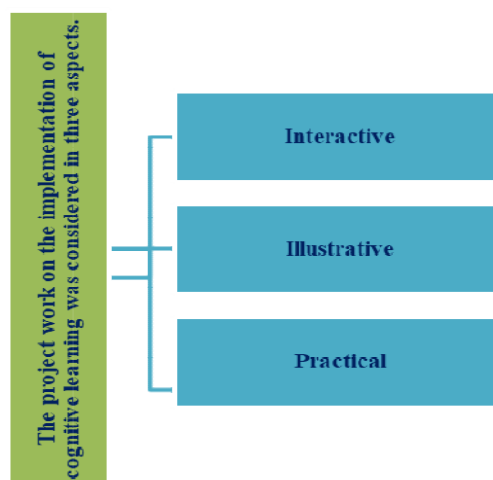 The project work on the implementation of
cognitive learning was considered in three aspects.
Interactive
Illustrative
Practical